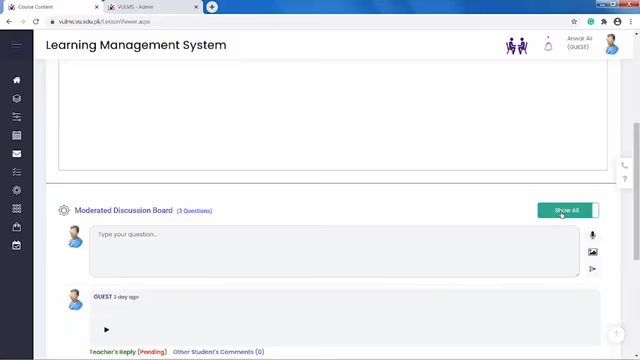 Course Content
VULMS - Admin
vulms.vu.edu.pk/LessonViewer.aspx
Learning Management System
Anwar Ali
(GUEST)
Moderated Discussion Board (3 Questions)
Show All
Type your question...
GUEST 3 day ago
Teacher's Reply (Pending) Other Student's Comments (0)